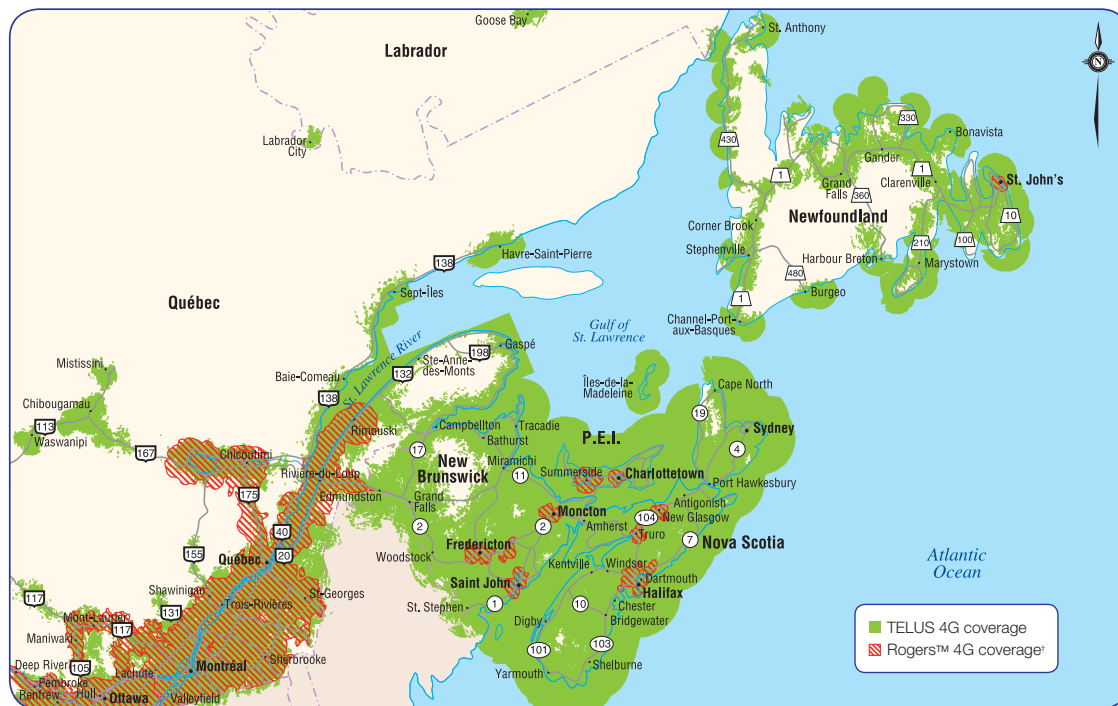 Goose Bay
St. Anthony
Labrador
N
Labrador
City
430
330
Bonavista
Gander
1
Grand
Falls
1
Clarenville
St. John's
360
10
Newfoundland
Corner Brook
Stephenville
210
100
Harbour Breton
Marystown
480
Burgeo
1
Channel-Port-
aux-Basques
138
Havre-Saint-Pierre
Sept-Îles
Québec
Gulf of
St. Lawrence
St. Lawrence River
198
Gaspé
Ste-Anne-
des-Monts
132
Îles-de-la-
Madeleine
Mistissini
Baie-Comeau
138
Cape North
Chibougamau
19
113
Waswanipi
Rimouski
Campbellton
Tracadie
Bathurst
P.E.I.
Sydney
167
17
4
Chicoutimi
New
Brunswick
Miramichi
11
Summerside
Charlottetown
Rivière-du-Loup
Port Hawkesbury
175
Edmundston
Grand
Falls
Antigonish
Moncton
104
New Glasgow
2
2
Amherst
40
Truro
7
Nova Scotia
20
Fredericton
155
Québec
Woodstock
Kentville
Windsor
Atlantic
Ocean
Saint John
Dartmouth
Halifax
117
Shawinigan
St-Georges
Trois-Rivières
1
10
Chester
St. Stephen
Mont-Laurier
131
Digby
Bridgewater
117
Maniwaki
TELUS 4G coverage
101
103
Rogers™ 4G coverage†
Deep River
105
Lachute
Montréal
Sherbrooke
Shelburne
Yarmouth
Pembroke
Renfrew
Hull
Ottawa
Valleyfield